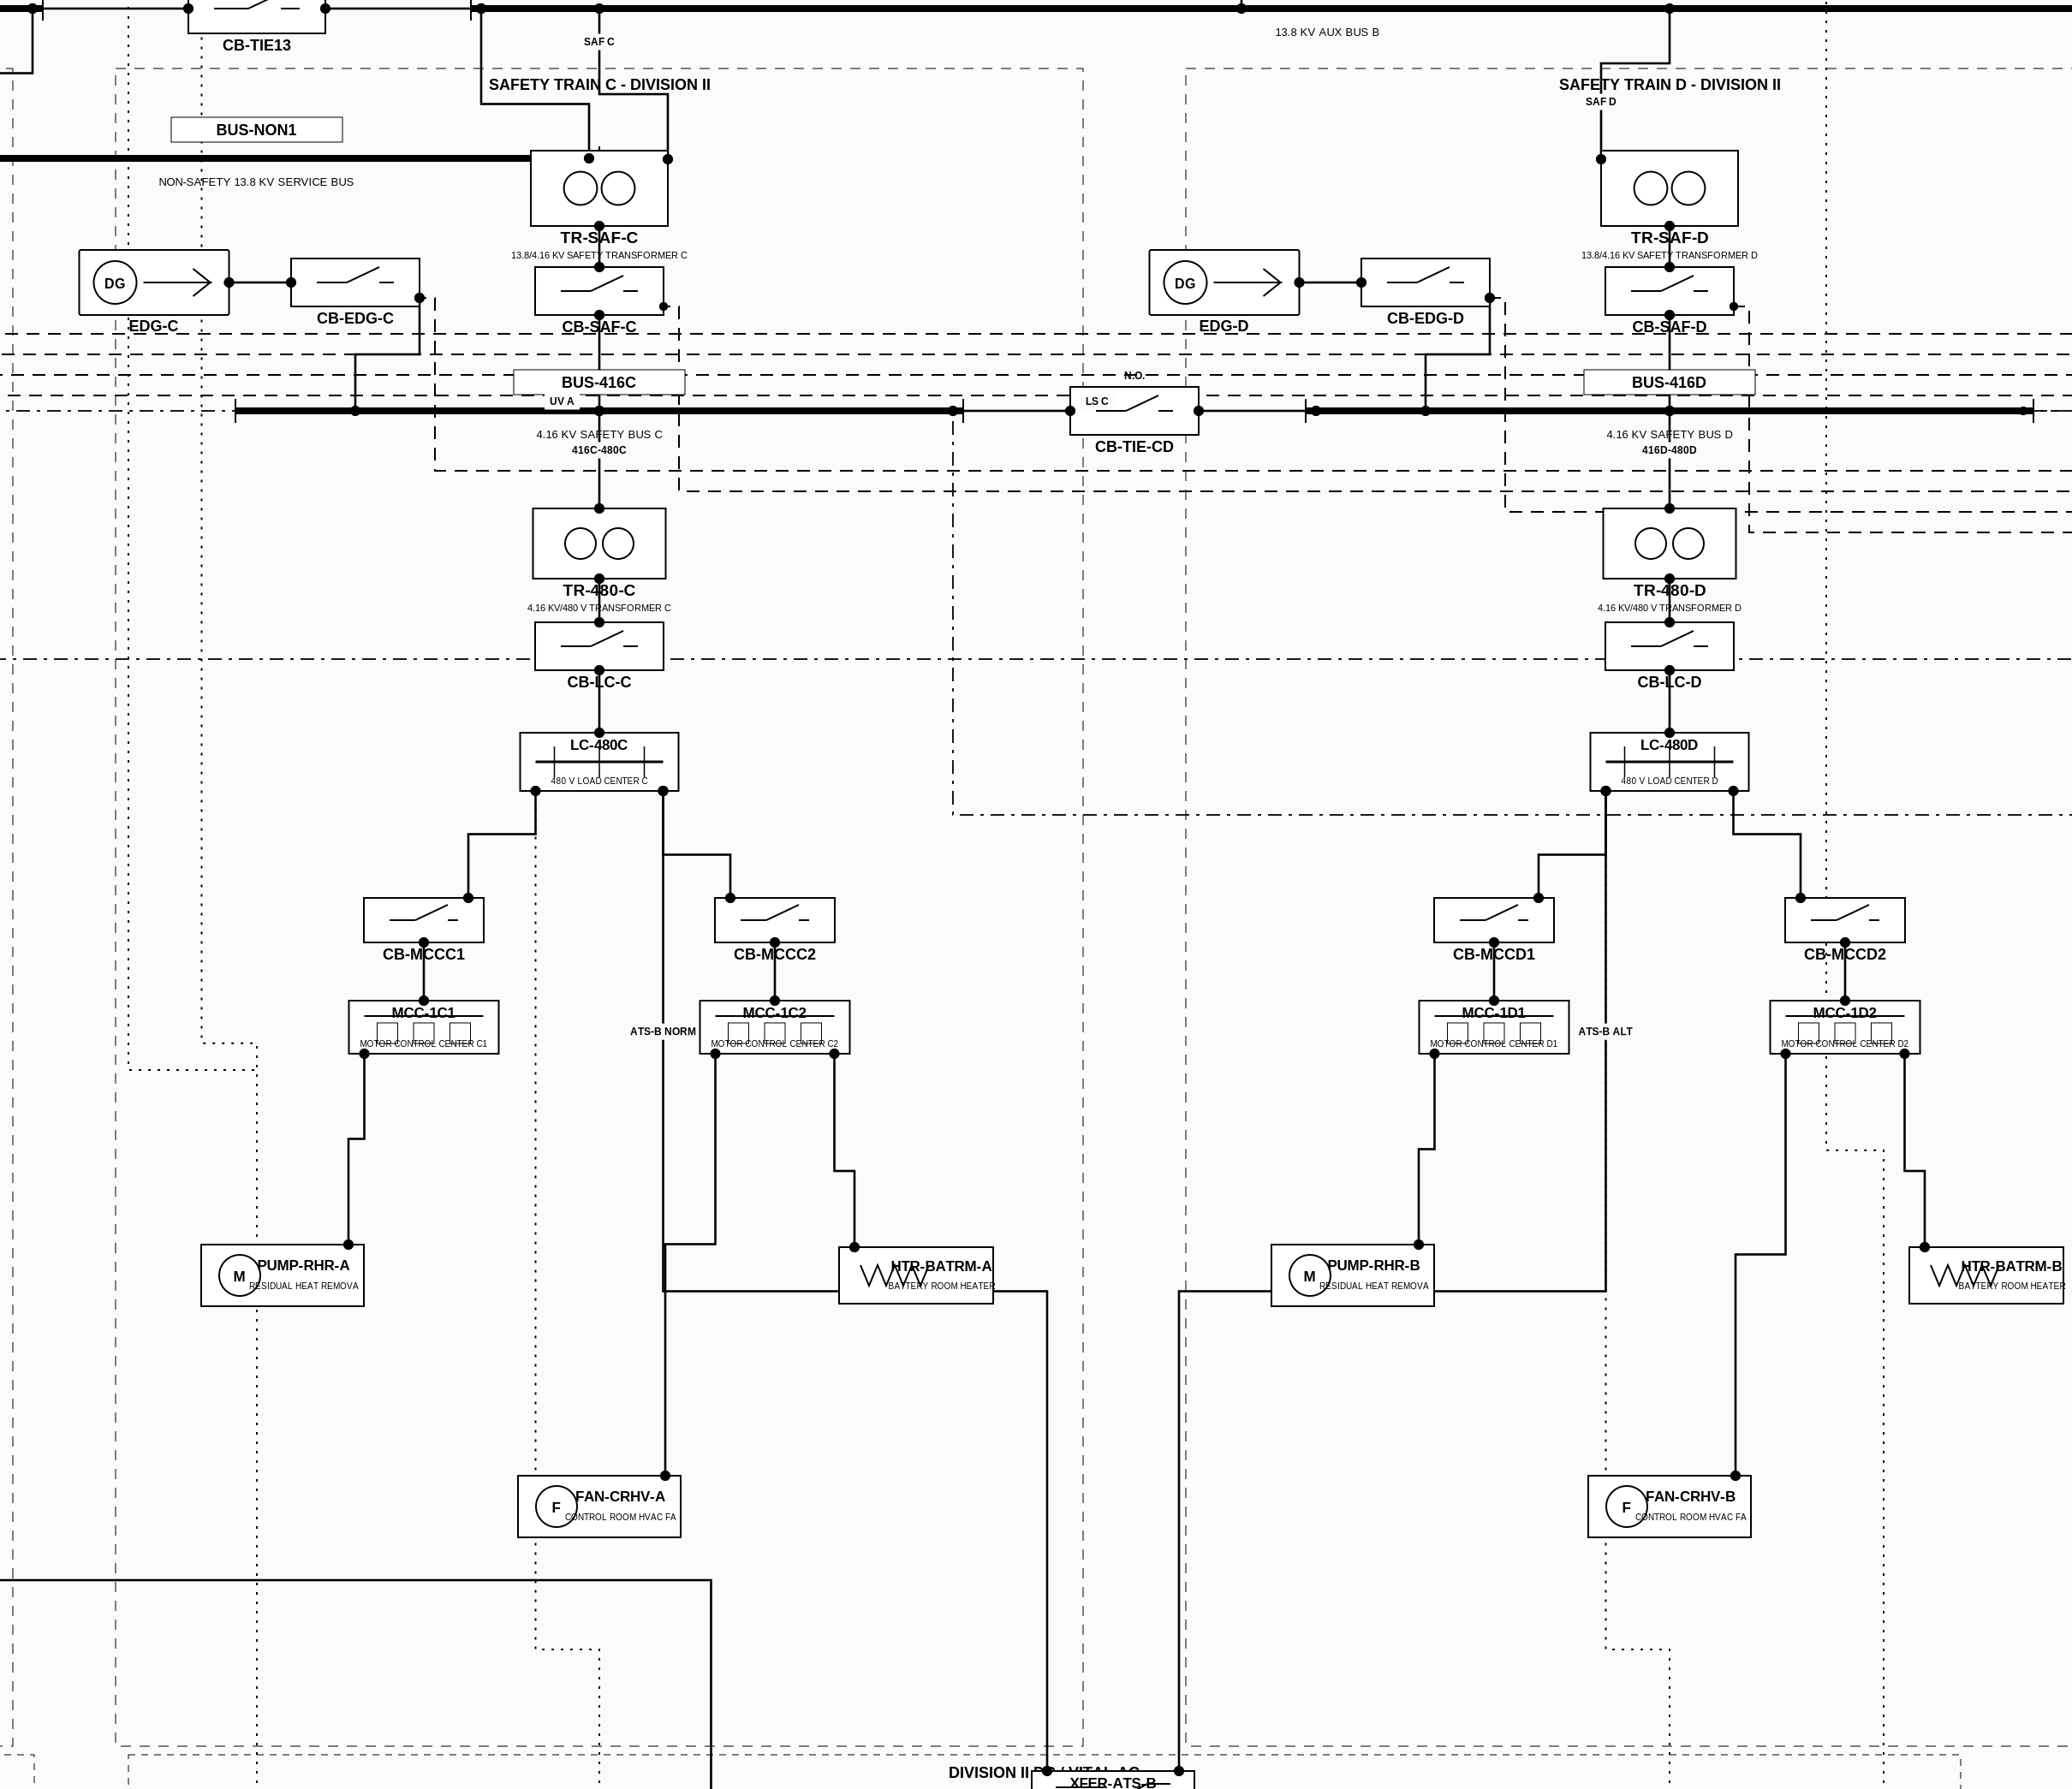 13.8 KV AUX BUS B
CB-TIE13
SAF C
SAFETY TRAIN C - DIVISION II
SAFETY TRAIN D - DIVISION II
SAF D
BUS-NON1
NON-SAFETY 13.8 KV SERVICE BUS
TR-SAF-C
13.8/4.16 KV SAFETY TRANSFORMER C
TR-SAF-D
13.8/4.16 KV SAFETY TRANSFORMER D
DG
EDG-C
CB-EDG-C
CB-SAF-C
DG
EDG-D
CB-EDG-D
CB-SAF-D
BUS-416C
UV A
4.16 KV SAFETY BUS C
416C-480C
N.O.
LS C
CB-TIE-CD
BUS-416D
4.16 KV SAFETY BUS D
416D-480D
TR-480-C
4.16 KV/480 V TRANSFORMER C
TR-480-D
4.16 KV/480 V TRANSFORMER D
CB-LC-C
CB-LC-D
LC-480C
480 V LOAD CENTER C
LC-480D
480 V LOAD CENTER D
CB-MCCC1
CB-MCCC2
CB-MCCD1
CB-MCCD2
MCC-1C1
MOTOR CONTROL CENTER C1
ATS-B NORM
MCC-1C2
MOTOR CONTROL CENTER C2
MCC-1D1
MOTOR CONTROL CENTER D1
ATS-B ALT
MCC-1D2
MOTOR CONTROL CENTER D2
M
PUMP-RHR-A
RESIDUAL HEAT REMOVA
HTR-BATRM-A
BATTERY ROOM HEATER
M
PUMP-RHR-B
RESIDUAL HEAT REMOVA
HTR-BATRM-B
BATTERY ROOM HEATER
F
FAN-CRHV-A
CONTROL ROOM HVAC FA
F
FAN-CRHV-B
CONTROL ROOM HVAC FA
DIVISION II / VITAL AC
XFER-ATS-B